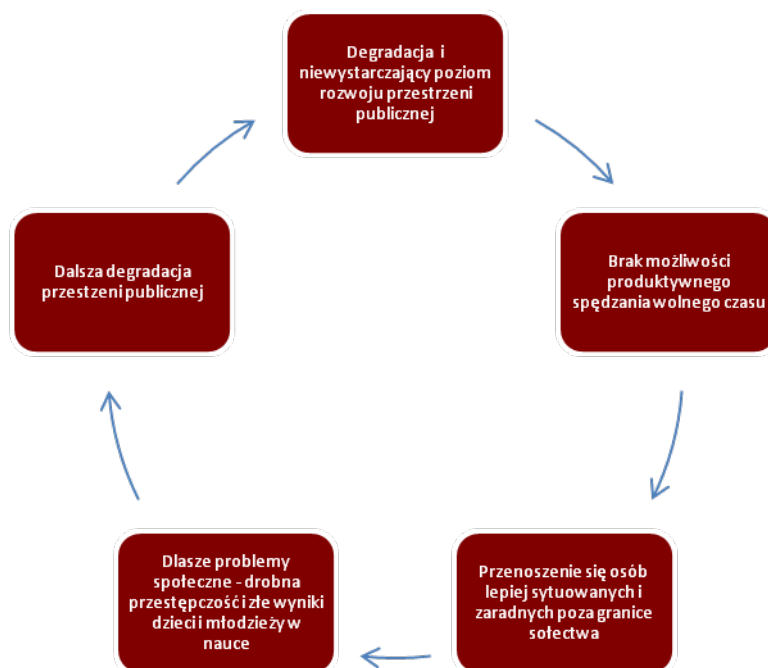 Degradacja i
niewystarczający poziom
rozwoju przestrzeni
publicznej
Brak możliwości
produktywnego
spędzania wolnego czasu
Przenoszenie się osób
lepiej sytuowanych i
zaradnych poza granice
sołectwa
Dlasze problemy
społeczne - drobna
przestępczość i złe wyniki
dzieci i młodzieży w
nauce
Dalsza degradacja
przestzeni publicznej